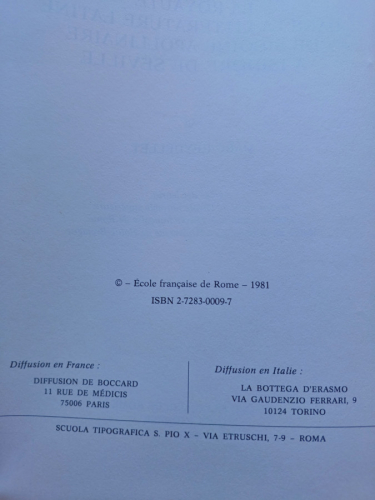 © – École française de Rome – 1981
ISBN 2-7283-0009-7
Diffusion en France :
DIFFUSION DE BOCCARD
11 RUE DE MÉDICIS
75006 PARIS
Diffusion en Italie :
LA BOTTEGA D'ERASMO
VIA GAUDENZIO FERRARI, 9
10124 TORINO
SCUOLA TIPOGRAFICA S. PIO X – VIA ETRUSCHI, 7-9 – ROMA